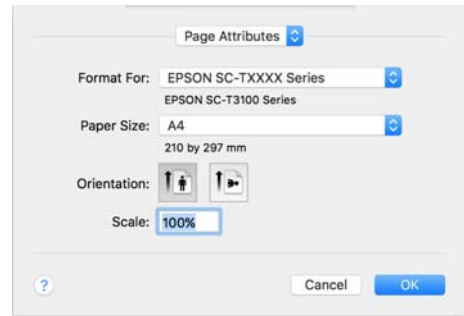 Page Attributes
Format For: EPSON SC-TXXXX Series
EPSON SC-T3100 Series
Paper Size: A4
210 by 297 mm
Orientation:
Scale: 100%
? Cancel OK